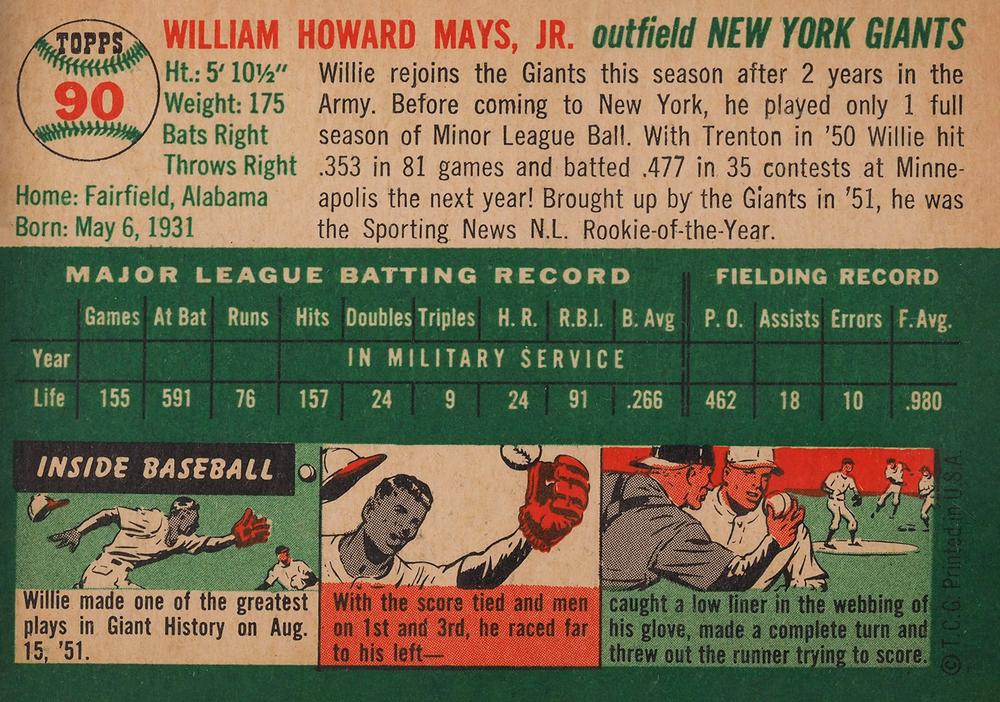 TOPPS
90
WILLIAM HOWARD MAYS, JR. outfield NEW YORK GIANTS
Ht.: 5' 10½"
Weight: 175
Bats Right
Throws Right
Home: Fairfield, Alabama
Born: May 6, 1931
Willie rejoins the Giants this season after 2 years in the
Army. Before coming to New York, he played only 1 full
season of Minor League Ball. With Trenton in '50 Willie hit
.353 in 81 games and batted .477 in 35 contests at Minne-
apolis the next year! Brought up by the Giants in '51, he was
the Sporting News N.L. Rookie-of-the-Year.
MAJOR LEAGUE BATTING RECORD FIELDING RECORD
Games At Bat Runs Hits Doubles Triples H. R. R.B.I. B. Avg P. O. Assists Errors F. Avg.
Year IN MILITARY SERVICE
Life 155 591 76 157 24 9 24 91 .266 462 18 10 .980
INSIDE BASEBALL
Willie made one of the greatest
plays in Giant History on Aug.
15, '51.
With the score tied and men
on 1st and 3rd, he raced far
to his left—
caught a low liner in the webbing of
his glove, made a complete turn and
threw out the runner trying to score.
© T. C. G. Printed in U.S.A.